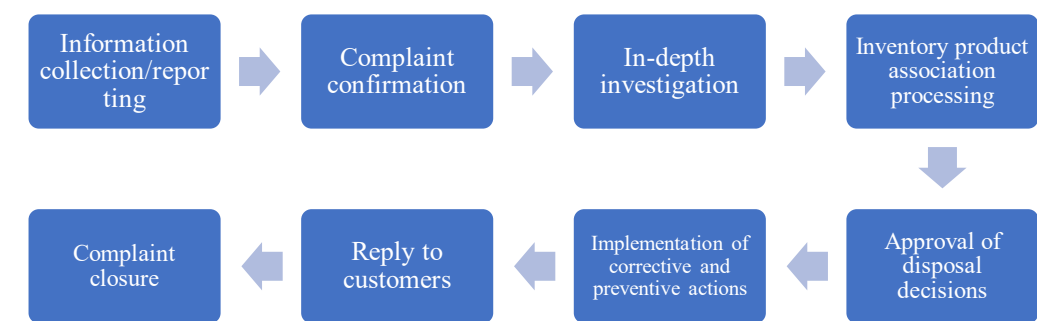 Information
collection/repor
ting
Complaint
confirmation
In-depth
investigation
Inventory product
association
processing
Approval of
disposal
decisions
Implementation of
corrective and
preventive actions
Reply to
customers
Complaint
closure